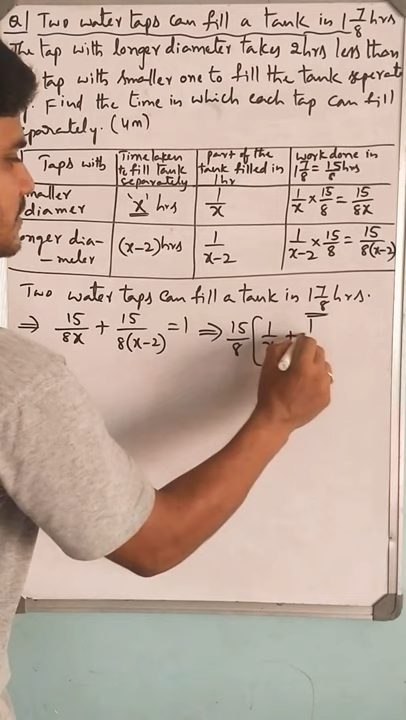 Q1 Two water taps can fill a tank in 1 7/8 hrs
The tap with longer diameter takes 2hrs less than
tap with smaller one to fill the tank seperate
. Find the time in which each tap can fill
perately. (4m)
Taps with | Time taken to fill tank separately | part of the tank filled in 1hr | work done in 1 7/8 = 15/8 hrs
maller diamer | 'x' hrs | 1/x | 1/x × 15/8 = 15/8x
onger dia-meter | (x-2)hrs | 1/x-2 | 1/x-2 × 15/8 = 15/8(x-2)
Two water taps can fill a tank in 1 7/8 hrs.
⇒ 15/8x + 15/8(x-2) = 1 ⇒ 15/8 [ 1/ + 1